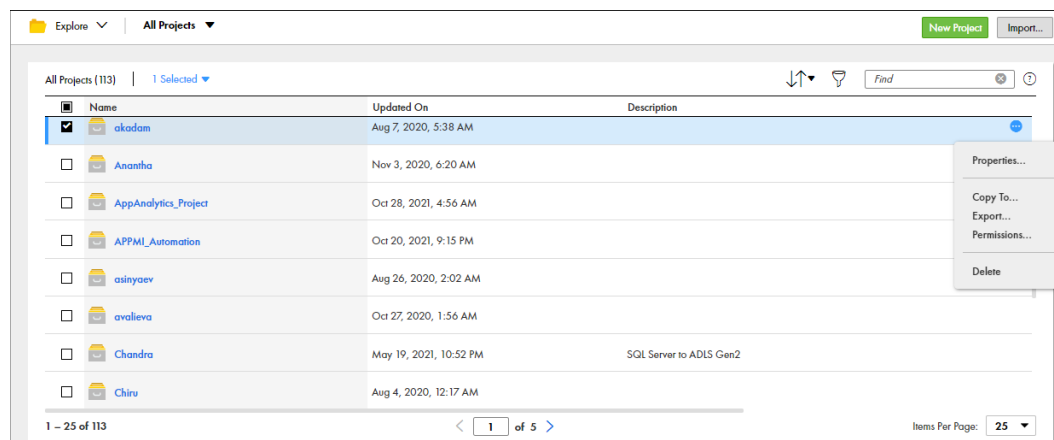 Explore All Projects New Project Import...
All Projects (113) 1 Selected Find
Name Updated On Description
akadam Aug 7, 2020, 5:38 AM
Anantha Nov 3, 2020, 6:20 AM
Properties...
AppAnalytics_Project Oct 28, 2021, 4:56 AM
Copy To...
Export...
APPMI_Automation Oct 20, 2021, 9:15 PM
Permissions...
asinyaev Aug 26, 2020, 2:02 AM
Delete
avalieva Oct 27, 2020, 1:56 AM
Chandra May 19, 2021, 10:52 PM SQL Server to ADLS Gen2
Chiru Aug 4, 2020, 12:17 AM
1 – 25 of 113 1 of 5 Items Per Page: 25